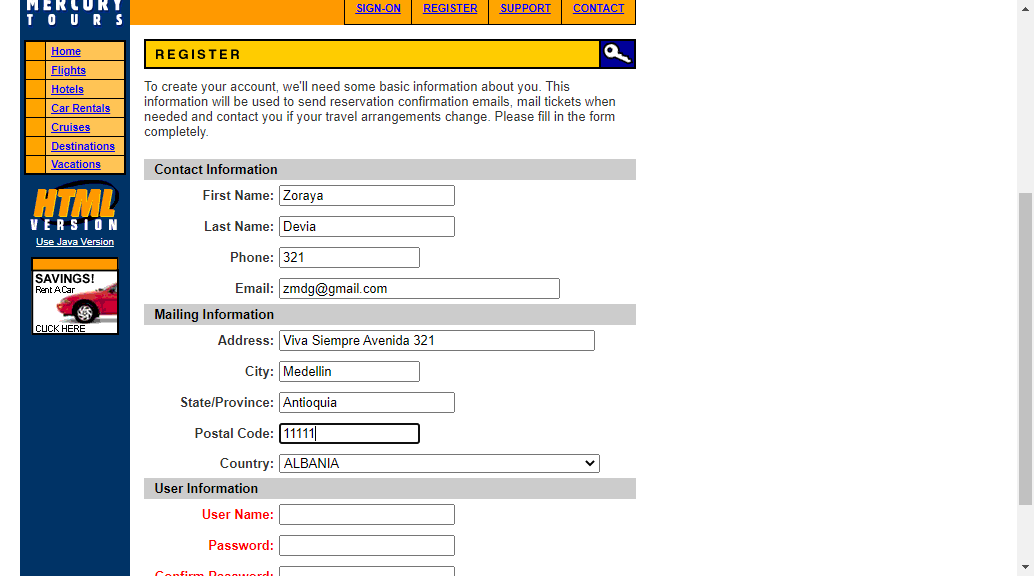 MERCURY
TOURS
SIGN-ON
REGISTER
SUPPORT
CONTACT
Home
Flights
Hotels
Car Rentals
Cruises
Destinations
Vacations
HTML
VERSION
Use Java Version
SAVINGS!
Rent A Car
CLICK HERE
REGISTER
To create your account, we'll need some basic information about you. This
information will be used to send reservation confirmation emails, mail tickets when
needed and contact you if your travel arrangements change. Please fill in the form
completely.
Contact Information
First Name: Zoraya
Last Name: Devia
Phone: 321
Email: zmdg@gmail.com
Mailing Information
Address: Viva Siempre Avenida 321
City: Medellin
State/Province: Antioquia
Postal Code: 11111
Country: ALBANIA
User Information
User Name:
Password:
Confirm Password: